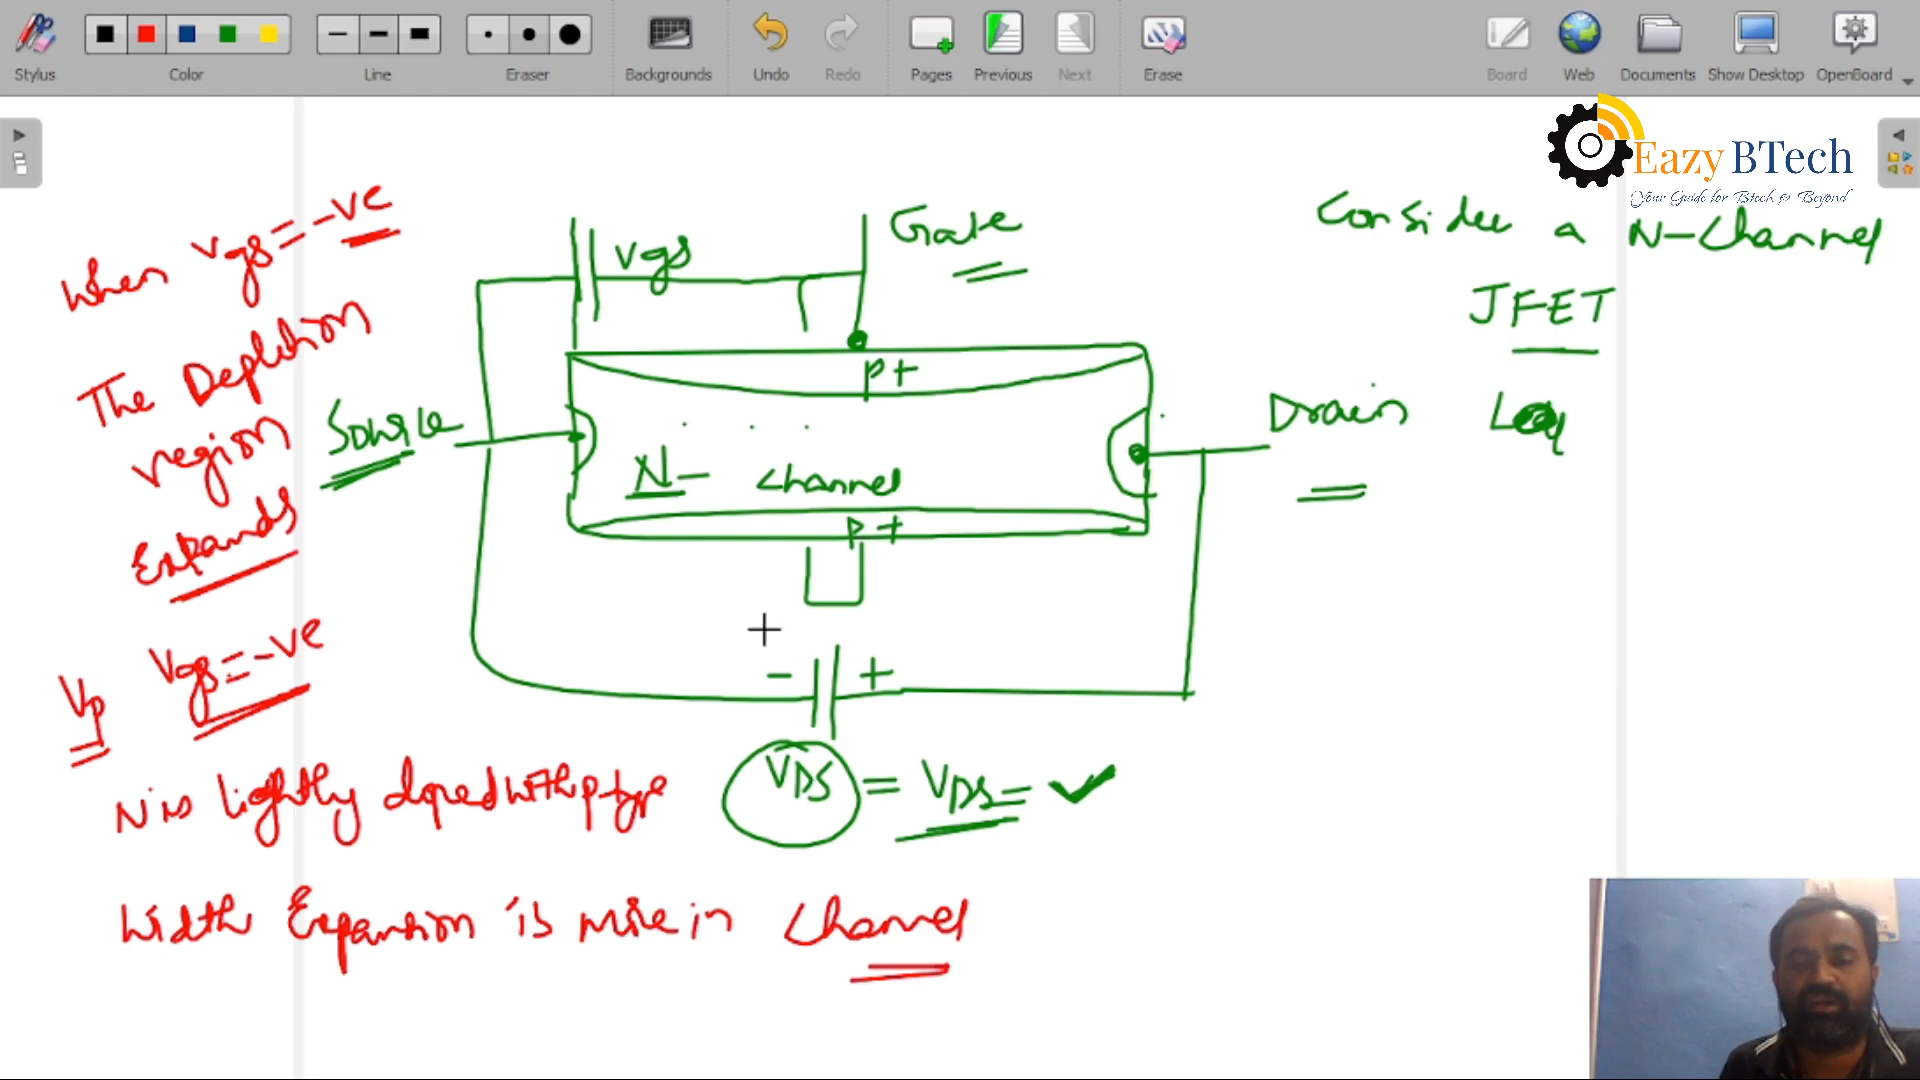 Stylus
Color
Line
Eraser
Backgrounds
Undo
Redo
Pages
Previous
Next
Erase
Board
Web
Documents
Show Desktop
OpenBoard
Eazy BTech
Your Guide for Btech & Beyond
Consider a N-Channel
JFET
When Vgs = -ve
The Depletion
region
Expands
Vp Vgs = -ve
N is lightly doped with p type
Width Expantion is more in Channel
Vgs
Gate
P+
Source
N- Channel
Drain
P+
- +
VDS = VDS = ✓